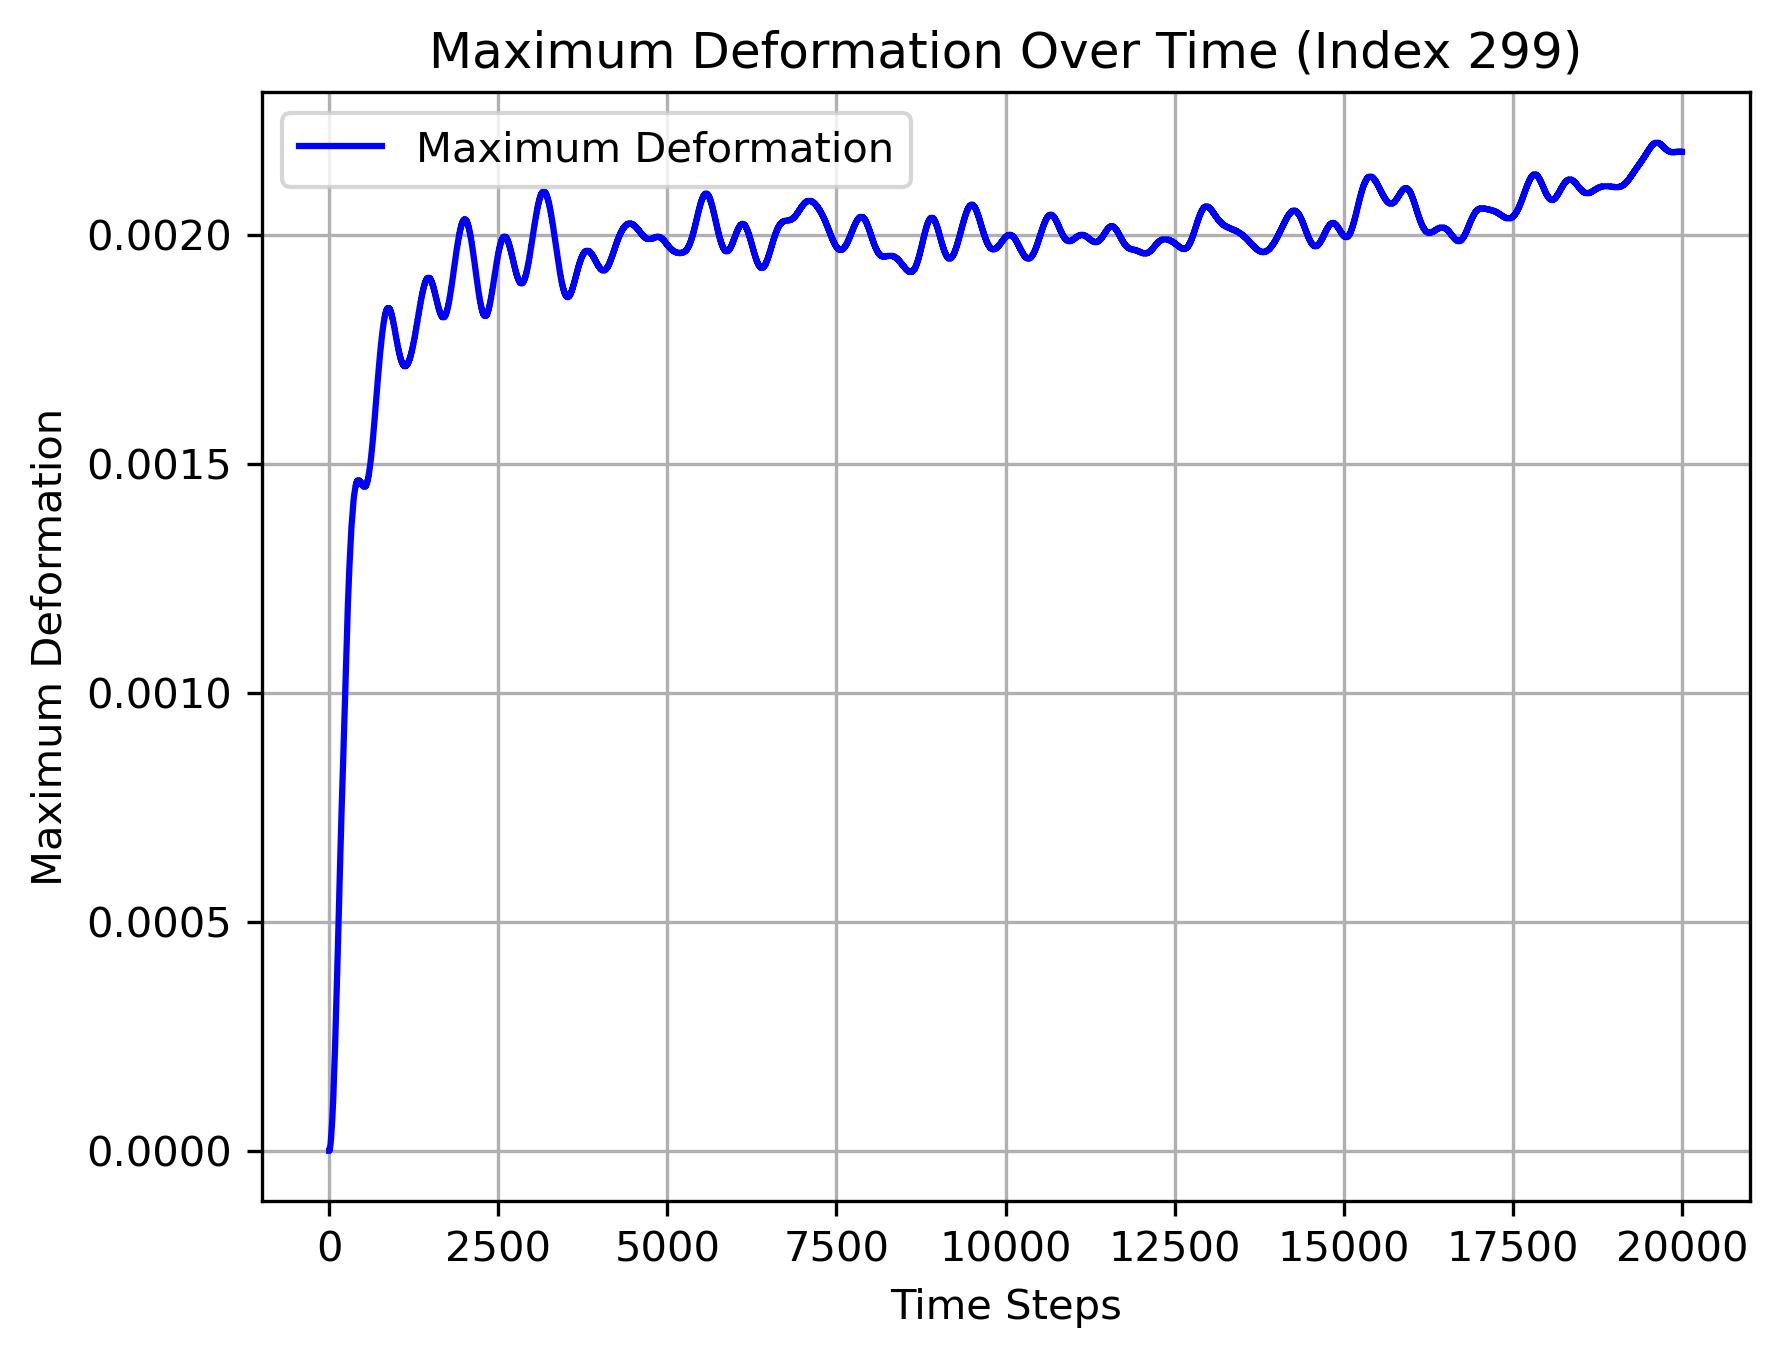 Maximum Deformation Over Time (Index 299)
Maximum Deformation
Maximum Deformation
0.0020
0.0015
0.0010
0.0005
0.0000
0 2500 5000 7500 10000 12500 15000 17500 20000
Time Steps